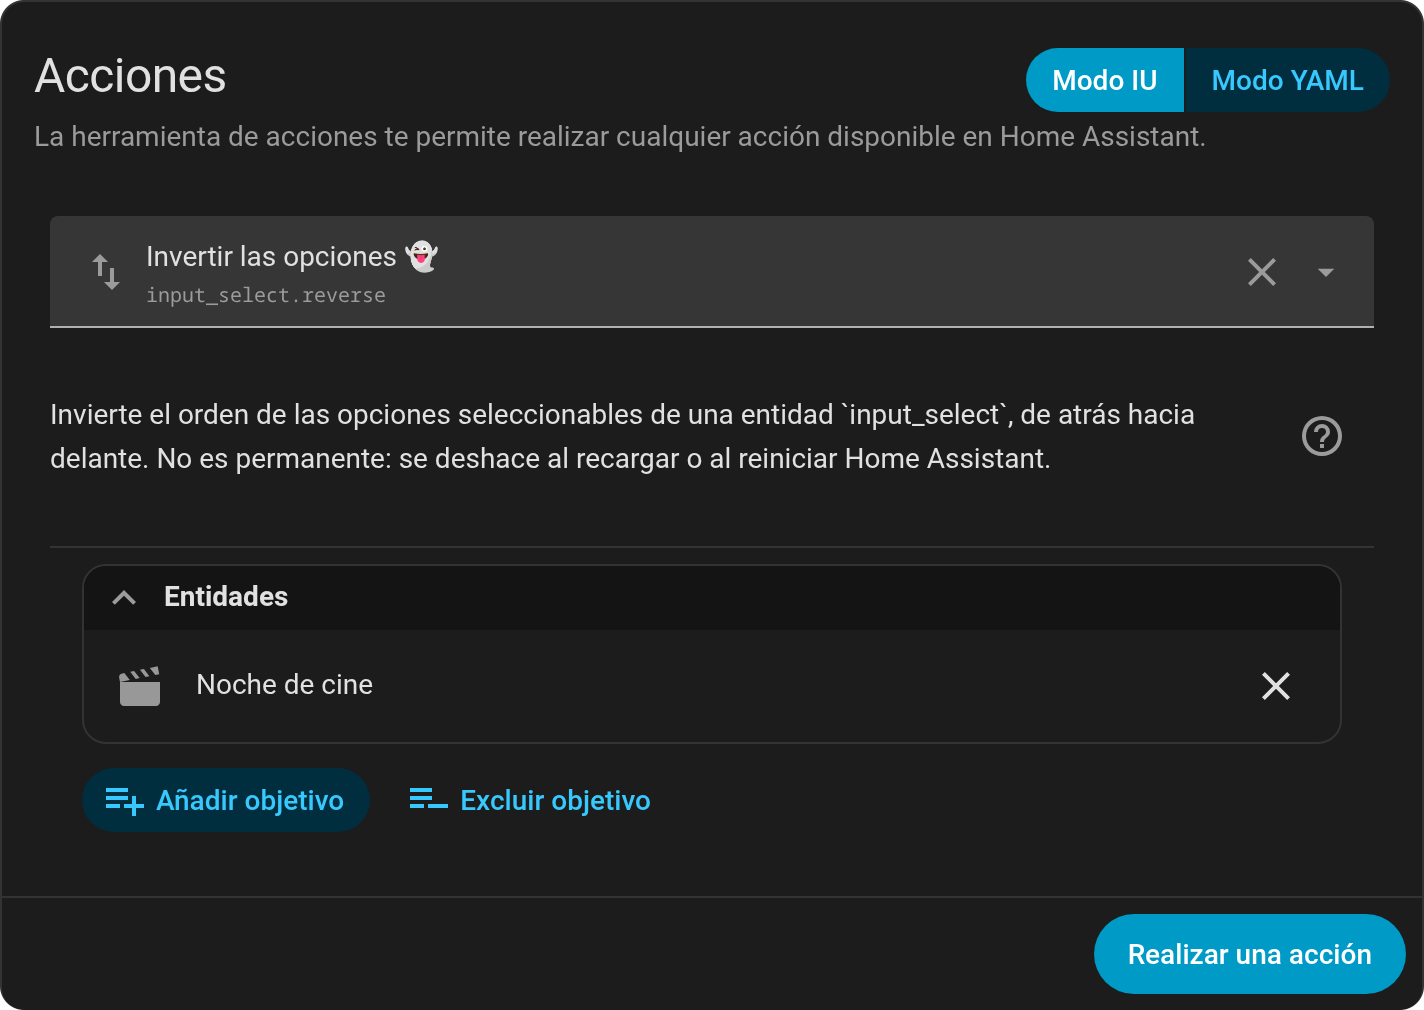 Acciones
Modo IU
Modo YAML
La herramienta de acciones te permite realizar cualquier acción disponible en Home Assistant.
Invertir las opciones 👻
input_select.reverse
Invierte el orden de las opciones seleccionables de una entidad `input_select`, de atrás hacia
delante. No es permanente: se deshace al recargar o al reiniciar Home Assistant.
Entidades
Noche de cine
Añadir objetivo
Excluir objetivo
Realizar una acción